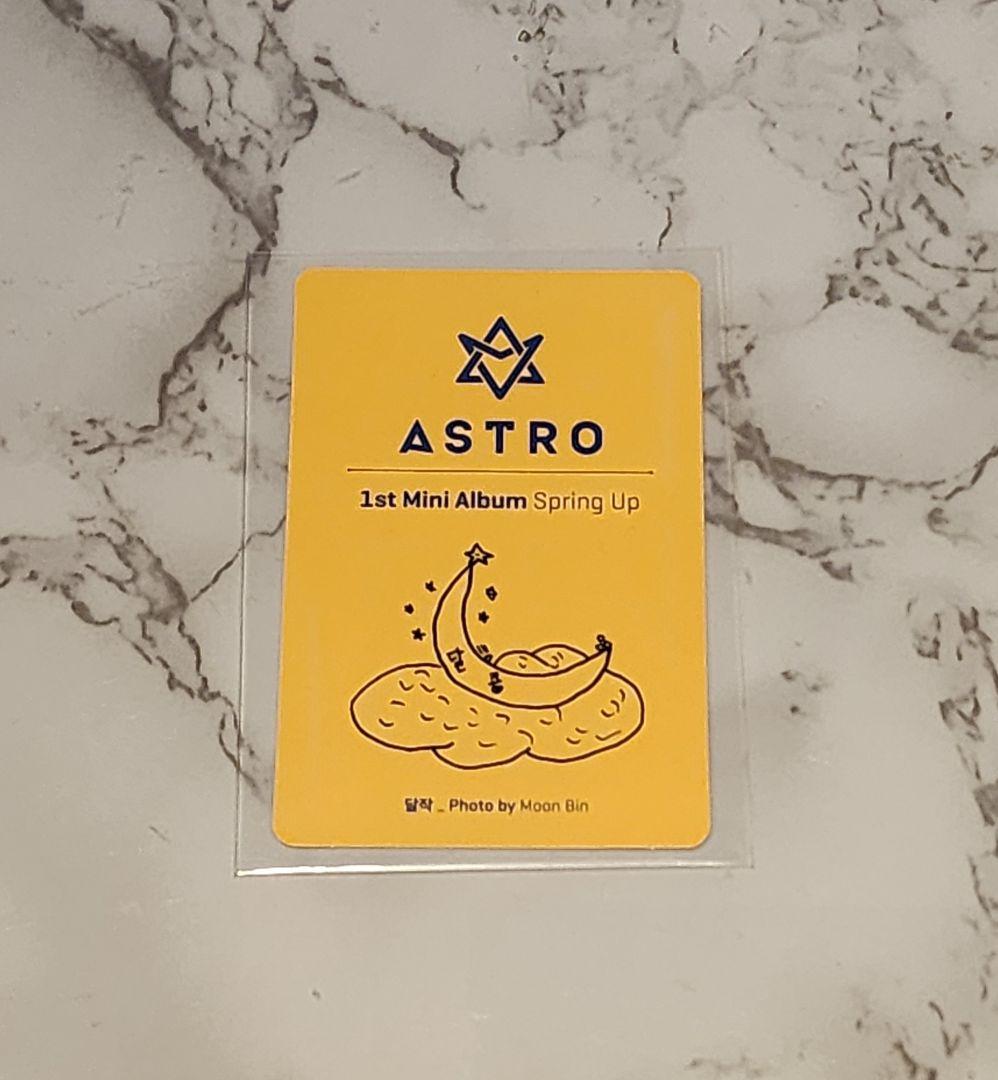 ASTRO
1st Mini Album Spring Up
달작 _ Photo by Moon Bin